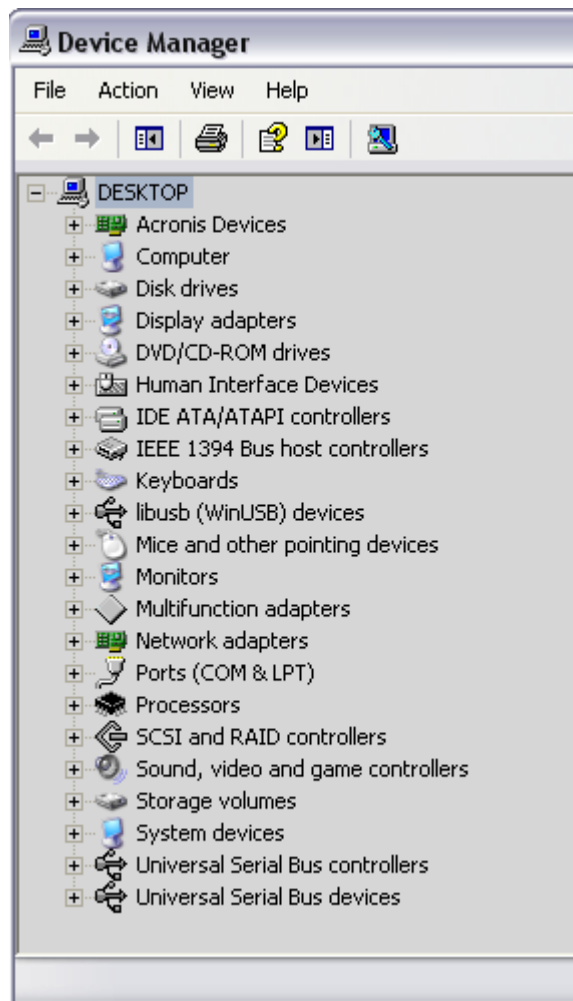 Device Manager
File Action View Help
DESKTOP
Acronis Devices
Computer
Disk drives
Display adapters
DVD/CD-ROM drives
Human Interface Devices
IDE ATA/ATAPI controllers
IEEE 1394 Bus host controllers
Keyboards
libusb (WinUSB) devices
Mice and other pointing devices
Monitors
Multifunction adapters
Network adapters
Ports (COM & LPT)
Processors
SCSI and RAID controllers
Sound, video and game controllers
Storage volumes
System devices
Universal Serial Bus controllers
Universal Serial Bus devices